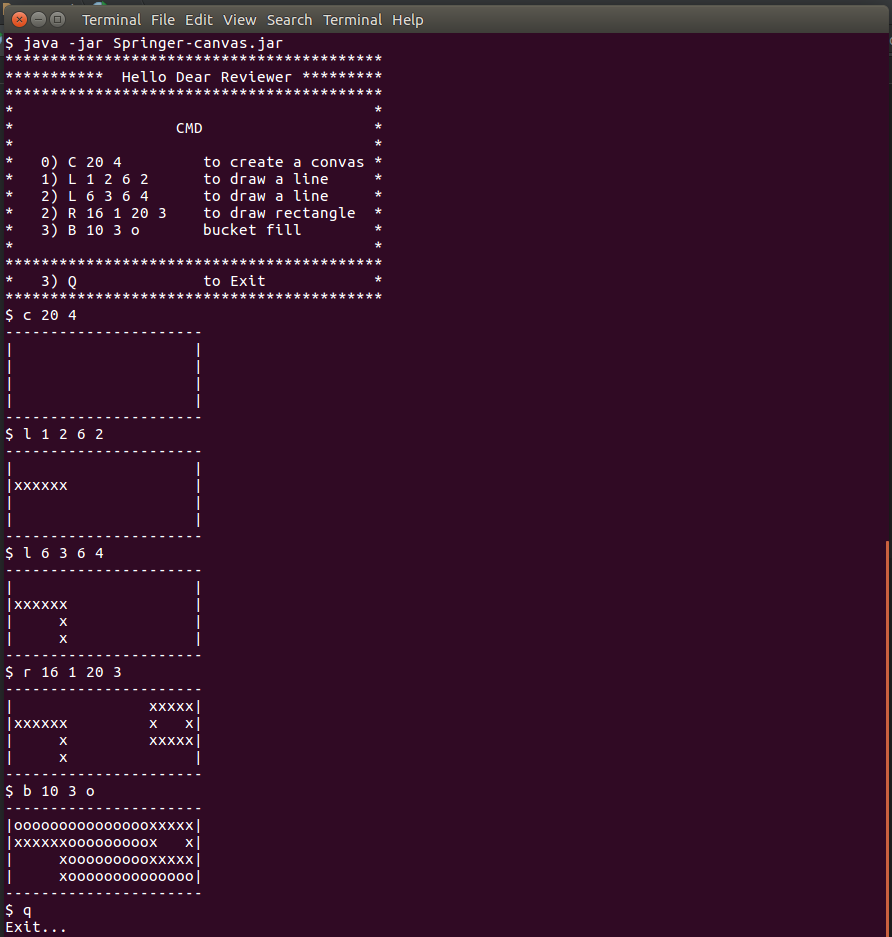 Terminal File Edit View Search Terminal Help
$ java -jar Springer-canvas.jar
******************************************
***********  Hello Dear Reviewer *********
******************************************
*                                        *
*                  CMD                   *
*                                        *
*   0) C 20 4         to create a convas *
*   1) L 1 2 6 2      to draw a line     *
*   2) L 6 3 6 4      to draw a line     *
*   2) R 16 1 20 3    to draw rectangle  *
*   3) B 10 3 o       bucket fill        *
*                                        *
******************************************
*   3) Q              to Exit            *
******************************************
$ c 20 4
----------------------
|                    |
|                    |
|                    |
|                    |
----------------------
$ l 1 2 6 2
----------------------
|                    |
|xxxxxx              |
|                    |
|                    |
----------------------
$ l 6 3 6 4
----------------------
|                    |
|xxxxxx              |
|     x              |
|     x              |
----------------------
$ r 16 1 20 3
----------------------
|               xxxxx|
|xxxxxx         x   x|
|     x         xxxxx|
|     x              |
----------------------
$ b 10 3 o
----------------------
|oooooooooooooooxxxxx|
|xxxxxxooooooooox   x|
|     xoooooooooxxxxx|
|     xoooooooooooooo|
----------------------
$ q
Exit...